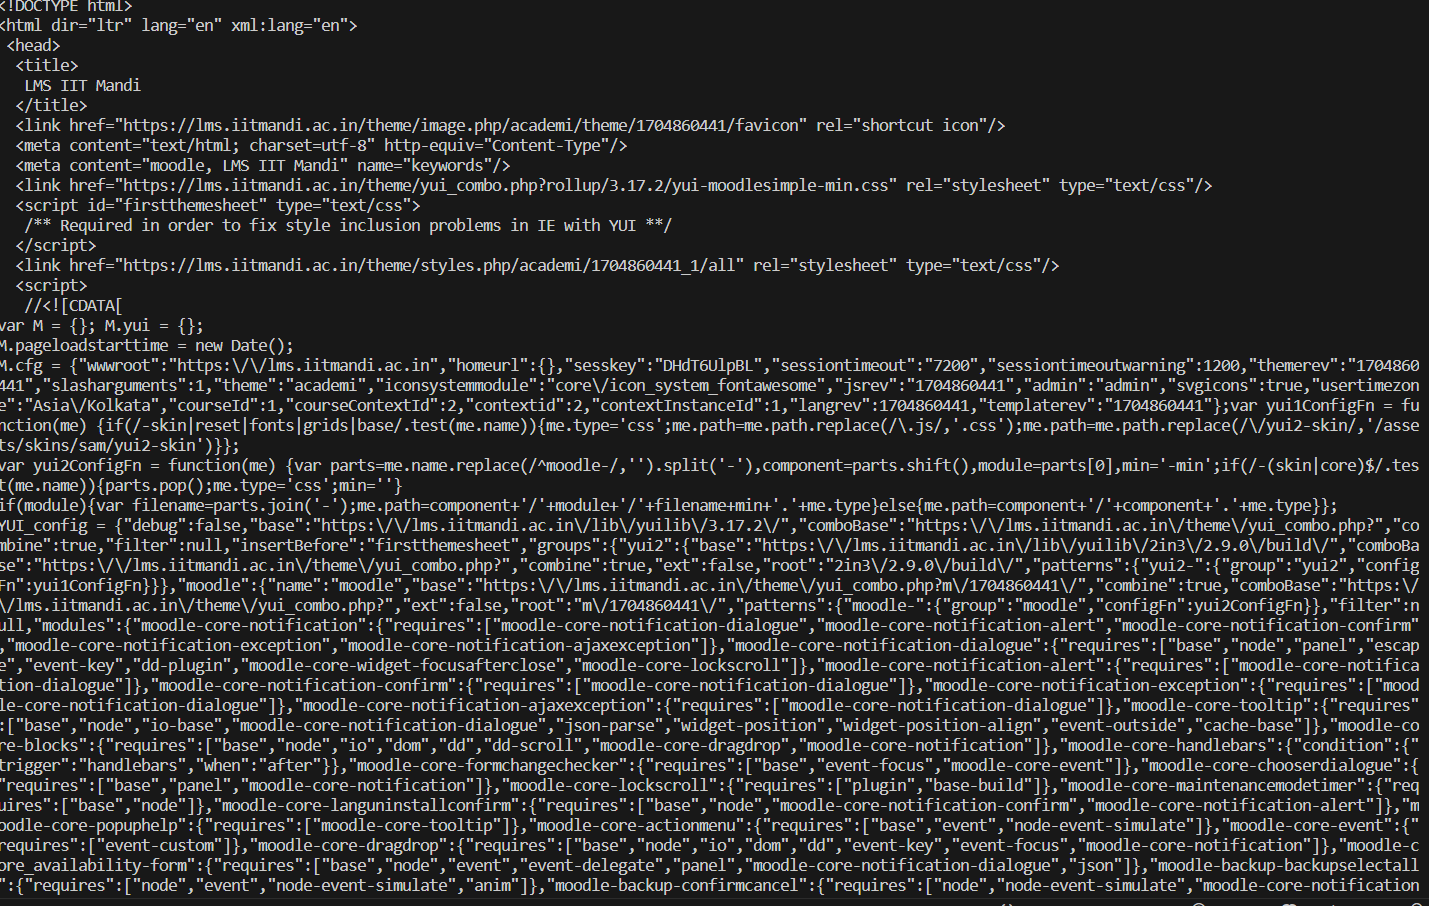 <!DOCTYPE html>
<html dir="ltr" lang="en" xml:lang="en">
<head>
<title>
LMS IIT Mandi
</title>
<link href="https://lms.iitmandi.ac.in/theme/image.php/academi/theme/1704860441/favicon" rel="shortcut icon"/>
<meta content="text/html; charset=utf-8" http-equiv="Content-Type"/>
<meta content="moodle, LMS IIT Mandi" name="keywords"/>
<link href="https://lms.iitmandi.ac.in/theme/yui_combo.php?rollup/3.17.2/yui-moodlesimple-min.css" rel="stylesheet" type="text/css"/>
<script id="firstthemesheet" type="text/css">
/** Required in order to fix style inclusion problems in IE with YUI **/
</script>
<link href="https://lms.iitmandi.ac.in/theme/styles.php/academi/1704860441_1/all" rel="stylesheet" type="text/css"/>
<script>
//<![CDATA[
var M = {}; M.yui = {};
M.pageloadstarttime = new Date();
M.cfg = {"wwwroot":"https:\/\/lms.iitmandi.ac.in","homeurl":{},"sesskey":"DHdT6UlpBL","sessiontimeout":"7200","sessiontimeoutwarning":1200,"themerev":"1704860
441","slasharguments":1,"theme":"academi","iconsystemmodule":"core\/icon_system_fontawesome","jsrev":"1704860441","admin":"admin","svgicons":true,"usertimezon
e":"Asia\/Kolkata","courseId":1,"courseContextId":2,"contextid":2,"contextInstanceId":1,"langrev":1704860441,"templaterev":"1704860441"};var yui1ConfigFn = fu
nction(me) {if(/-skin|reset|fonts|grids|base/.test(me.name)){me.type='css';me.path=me.path.replace(/\.js/,'.css');me.path=me.path.replace(/\/yui2-skin/,'/asse
ts/skins/sam/yui2-skin')}};
var yui2ConfigFn = function(me) {var parts=me.name.replace(/^moodle-/,'').split('-'),component=parts.shift(),module=parts[0],min='-min';if(/-(skin|core)$/.tes
t(me.name)){parts.pop();me.type='css';min=''}
if(module){var filename=parts.join('-');me.path=component+'/'+module+'/'+filename+min+'.'+me.type}else{me.path=component+'/'+component+'.'+me.type}};
YUI_config = {"debug":false,"base":"https:\/\/lms.iitmandi.ac.in\/lib\/yuilib\/3.17.2\/","comboBase":"https:\/\/lms.iitmandi.ac.in\/theme\/yui_combo.php?","co
mbine":true,"filter":null,"insertBefore":"firstthemesheet","groups":{"yui2":{"base":"https:\/\/lms.iitmandi.ac.in\/lib\/yuilib\/2in3\/2.9.0\/build\/","comboBa
se":"https:\/\/lms.iitmandi.ac.in\/theme\/yui_combo.php?","combine":true,"ext":false,"root":"2in3\/2.9.0\/build\/","patterns":{"yui2-":{"group":"yui2","config
Fn":yui1ConfigFn}}},"moodle":{"name":"moodle","base":"https:\/\/lms.iitmandi.ac.in\/theme\/yui_combo.php?m\/1704860441\/","combine":true,"comboBase":"https:\/
\/lms.iitmandi.ac.in\/theme\/yui_combo.php?","ext":false,"root":"m\/1704860441\/","patterns":{"moodle-":{"group":"moodle","configFn":yui2ConfigFn}},"filter":n
ull,"modules":{"moodle-core-notification":{"requires":["moodle-core-notification-dialogue","moodle-core-notification-alert","moodle-core-notification-confirm"
,"moodle-core-notification-exception","moodle-core-notification-ajaxexception"]},"moodle-core-notification-dialogue":{"requires":["base","node","panel","escap
e","event-key","dd-plugin","moodle-core-widget-focusafterclose","moodle-core-lockscroll"]},"moodle-core-notification-alert":{"requires":["moodle-core-notifica
tion-dialogue"]},"moodle-core-notification-confirm":{"requires":["moodle-core-notification-dialogue"]},"moodle-core-notification-exception":{"requires":["mood
le-core-notification-dialogue"]},"moodle-core-notification-ajaxexception":{"requires":["moodle-core-notification-dialogue"]},"moodle-core-tooltip":{"requires"
:["base","node","io-base","moodle-core-notification-dialogue","json-parse","widget-position","widget-position-align","event-outside","cache-base"]},"moodle-co
re-blocks":{"requires":["base","node","io","dom","dd","dd-scroll","moodle-core-dragdrop","moodle-core-notification"]},"moodle-core-handlebars":{"condition":{"
trigger":"handlebars","when":"after"}},"moodle-core-formchangechecker":{"requires":["base","event-focus","moodle-core-event"]},"moodle-core-chooserdialogue":{
"requires":["base","panel","moodle-core-notification"]},"moodle-core-lockscroll":{"requires":["plugin","base-build"]},"moodle-core-maintenancemodetimer":{"req
uires":["base","node"]},"moodle-core-languninstallconfirm":{"requires":["base","node","moodle-core-notification-confirm","moodle-core-notification-alert"]},"m
oodle-core-popuphelp":{"requires":["moodle-core-tooltip"]},"moodle-core-actionmenu":{"requires":["base","event","node-event-simulate"]},"moodle-core-event":{"
requires":["event-custom"]},"moodle-core-dragdrop":{"requires":["base","node","io","dom","dd","event-key","event-focus","moodle-core-notification"]},"moodle-c
ore_availability-form":{"requires":["base","node","event","event-delegate","panel","moodle-core-notification-dialogue","json"]},"moodle-backup-backupselectall
":{"requires":["node","event","node-event-simulate","anim"]},"moodle-backup-confirmcancel":{"requires":["node","node-event-simulate","moodle-core-notification